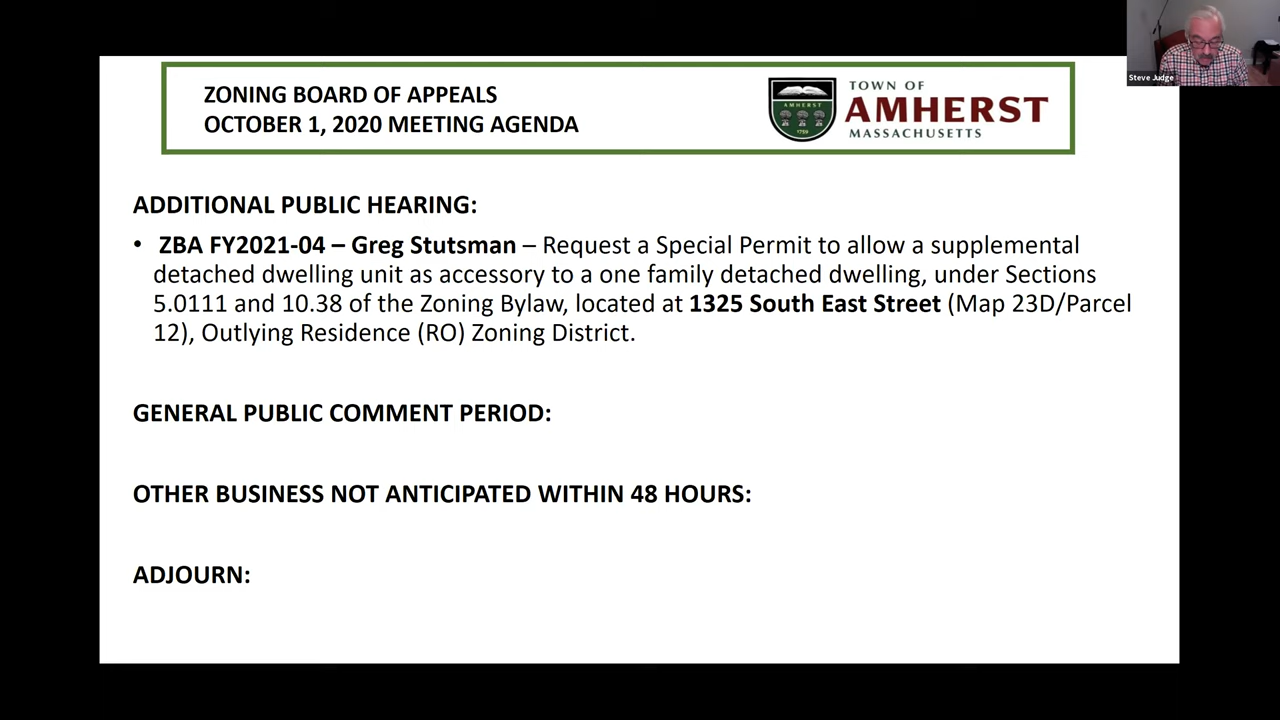 ZONING BOARD OF APPEALS
OCTOBER 1, 2020 MEETING AGENDA
AMHERST
1759
TOWN OF
AMHERST
MASSACHUSETTS
Steve Judge
ADDITIONAL PUBLIC HEARING:
• ZBA FY2021-04 – Greg Stutsman – Request a Special Permit to allow a supplemental
detached dwelling unit as accessory to a one family detached dwelling, under Sections
5.0111 and 10.38 of the Zoning Bylaw, located at 1325 South East Street (Map 23D/Parcel
12), Outlying Residence (RO) Zoning District.
GENERAL PUBLIC COMMENT PERIOD:
OTHER BUSINESS NOT ANTICIPATED WITHIN 48 HOURS:
ADJOURN: